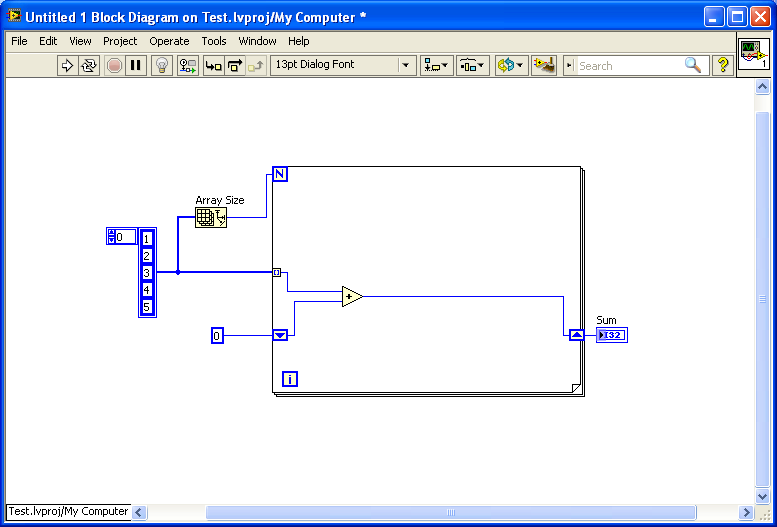 Untitled 1 Block Diagram on Test.lvproj/My Computer *
File Edit View Project Operate Tools Window Help
13pt Dialog Font
Search
?
1
N
Array Size
0
1
2
3
4
5
+
Sum
0
I32
i
Test.lvproj/My Computer